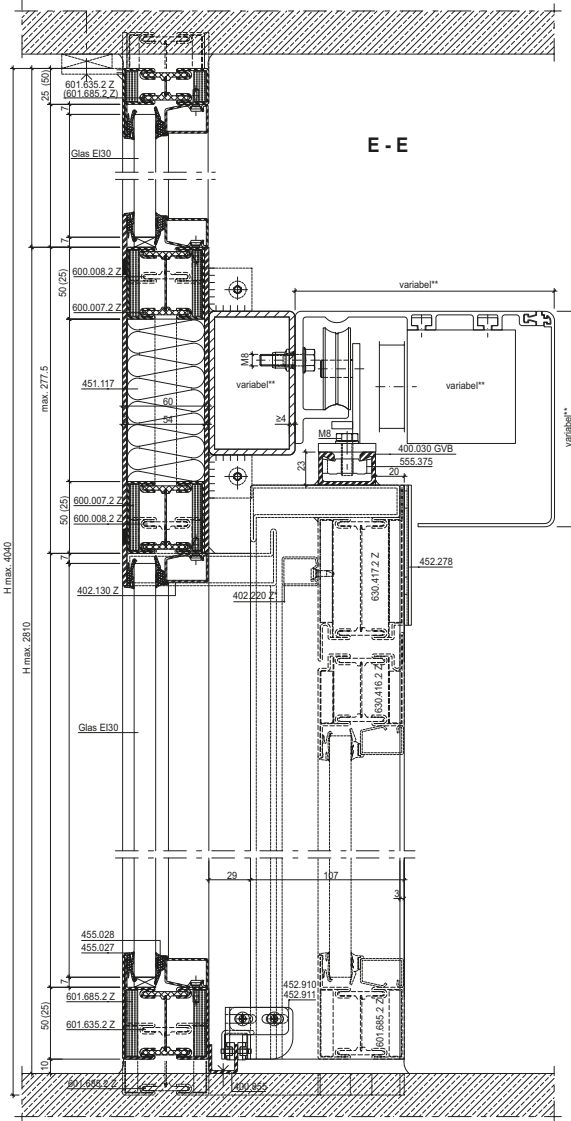 601.635.2 Z
(601.685.2 Z)
25 (50)
7
Glas EI30
E - E
7
600.008.2 Z
50 (25)
600.007.2 Z
variabel**
M8
variabel**
variabel**
variabel**
451.117
max. 277.5
60
54
≥4
M8
400.030 GVB
23
555.375
20
600.007.2 Z
50 (25)
600.008.2 Z
7
452.278
402.130 Z
402.220 Z*
630.417.2 Z
H max. 4040
H max. 2810
630.416.2 Z
Glas EI30
29
107
3
455.028
455.027
7
452.910
452.911
601.685.2 Z
50 (25)
601.635.2 Z
601.685.2 Z
10
601.685.2 Z
400.855